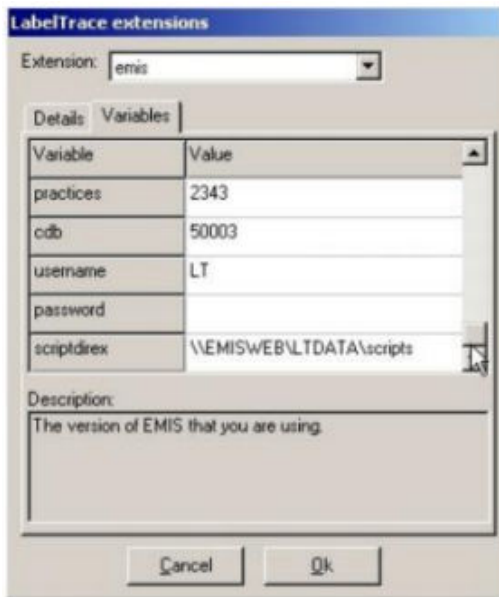 LabelTrace extensions
Extension: emis
Details Variables
Variable Value
practices 2343
cdb 50003
username LT
password
scriptdirex \\EMISWEB\LTDATA\scripts
Description:
The version of EMIS that you are using.
Cancel Ok